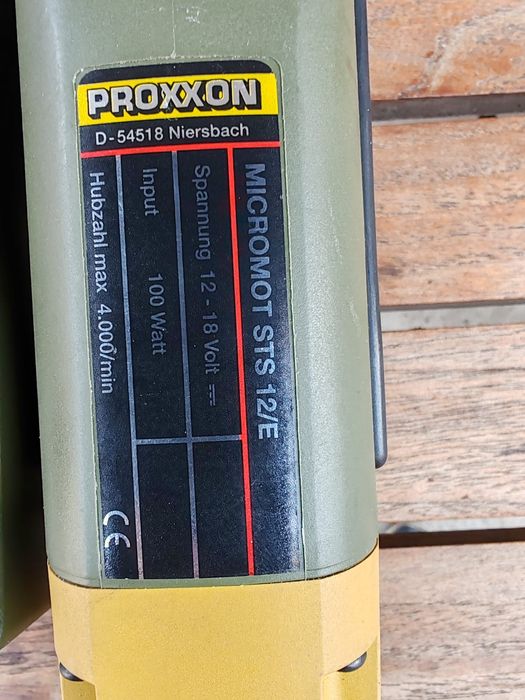 PROXXON
D-54518 Niersbach
MICROMOT STS 12/E
Spannung 12 - 18 Volt ⎓
Input 100 Watt
Hubzahl max 4.000/min
CE